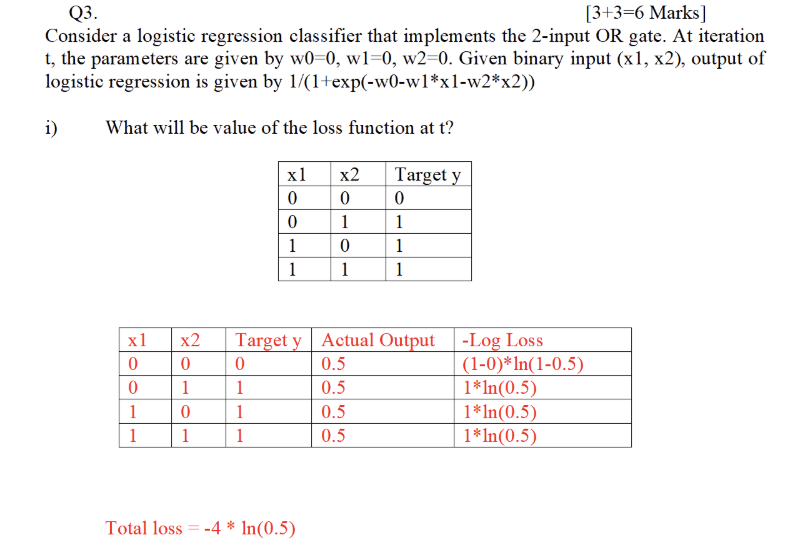 Q3. [3+3=6 Marks]
Consider a logistic regression classifier that implements the 2-input OR gate. At iteration
t, the parameters are given by w0=0, w1=0, w2=0. Given binary input (x1, x2), output of
logistic regression is given by 1/(1+exp(-w0-w1*x1-w2*x2))
i) What will be value of the loss function at t?
x1 x2 Target y
0 0 0
0 1 1
1 0 1
1 1 1
x1 x2 Target y Actual Output -Log Loss
0 0 0 0.5 (1-0)*ln(1-0.5)
0 1 1 0.5 1*ln(0.5)
1 0 1 0.5 1*ln(0.5)
1 1 1 0.5 1*ln(0.5)
Total loss = -4 * ln(0.5)